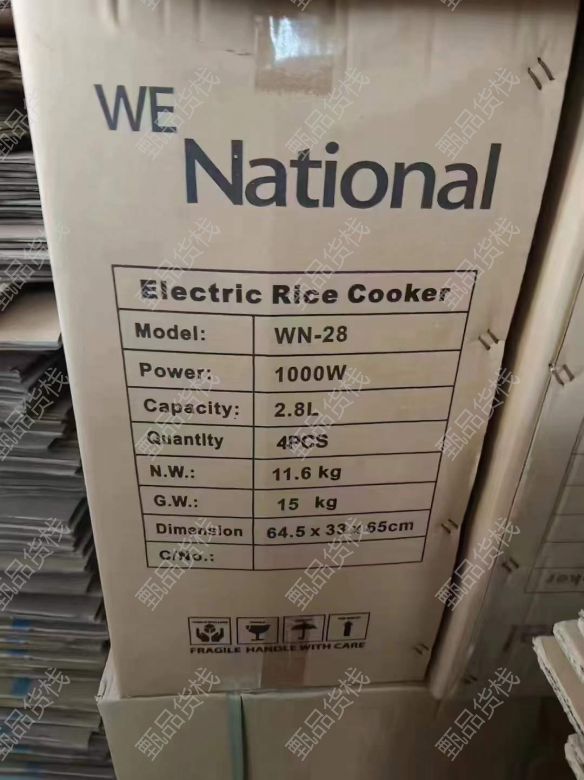 WE
National
Electric Rice Cooker
Model: WN-28
Power: 1000W
Capacity: 2.8L
Quantity 4PCS
N.W.: 11.6 kg
G.W.: 15 kg
Dimension 64.5 x 33 x 65cm
C/No.:
FRAGILE HANDLE WITH CARE
甄品货栈